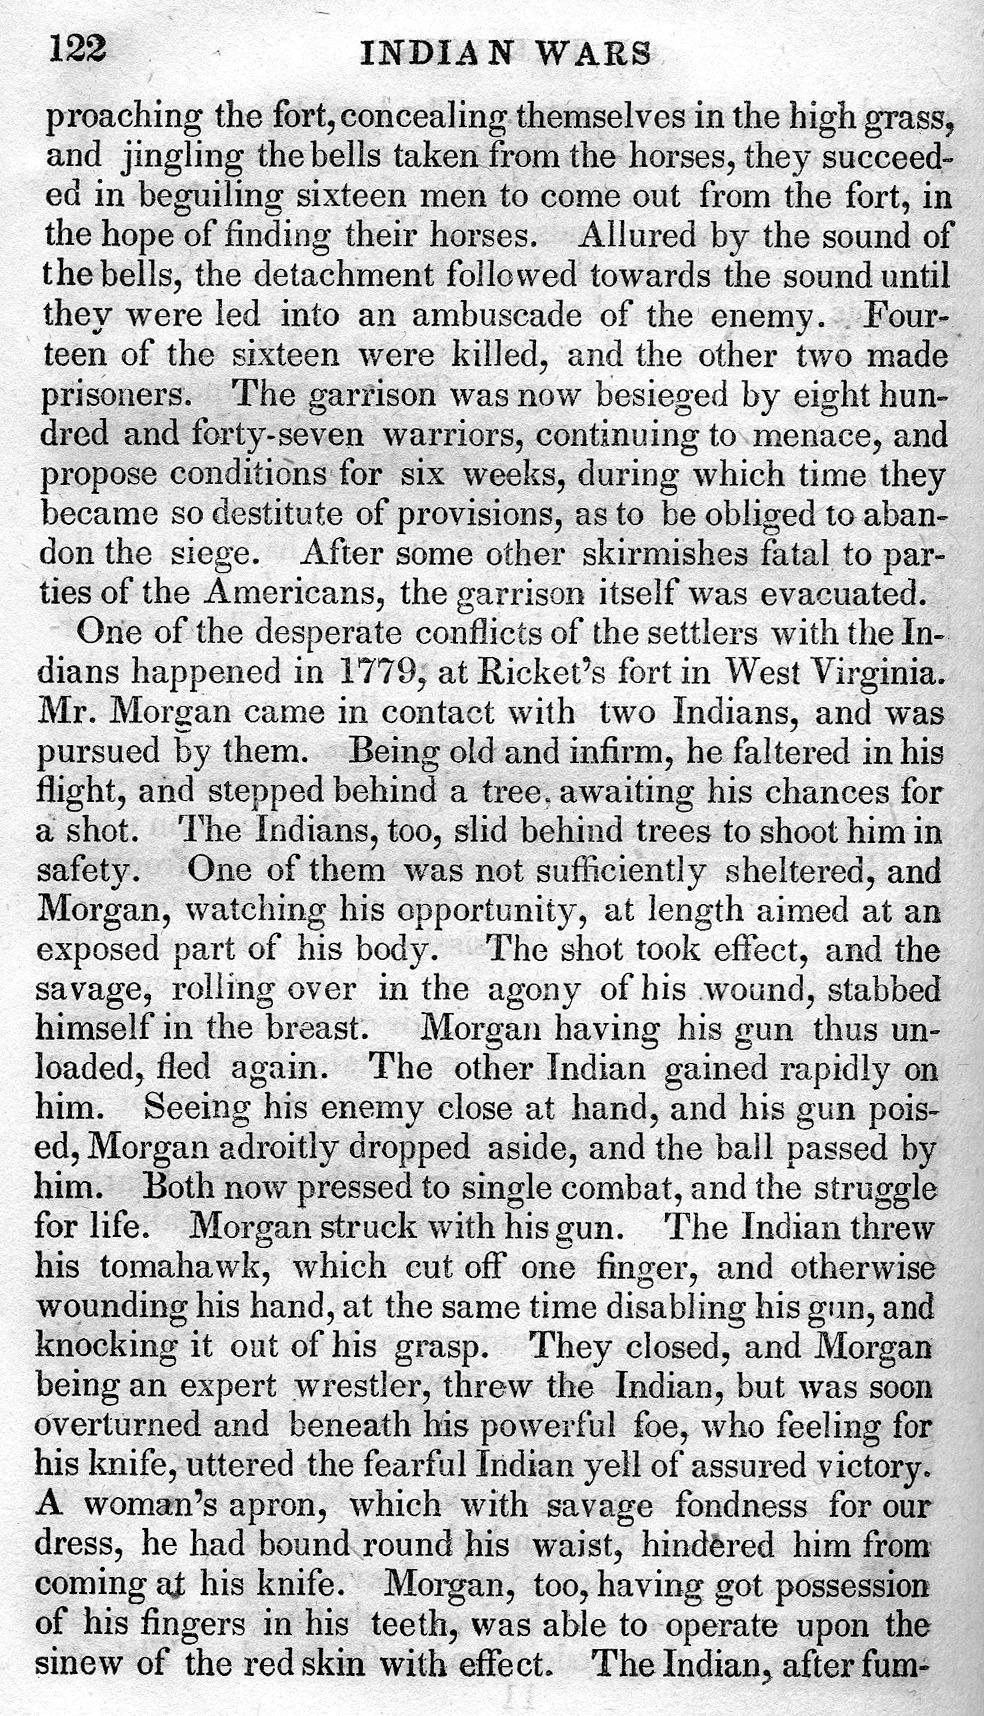 122 INDIAN WARS
proaching the fort, concealing themselves in the high grass,
and jingling the bells taken from the horses, they succeed-
ed in beguiling sixteen men to come out from the fort, in
the hope of finding their horses. Allured by the sound of
the bells, the detachment followed towards the sound until
they were led into an ambuscade of the enemy. Four-
teen of the sixteen were killed, and the other two made
prisoners. The garrison was now besieged by eight hun-
dred and forty-seven warriors, continuing to menace, and
propose conditions for six weeks, during which time they
became so destitute of provisions, as to be obliged to aban-
don the siege. After some other skirmishes fatal to par-
ties of the Americans, the garrison itself was evacuated.
One of the desperate conflicts of the settlers with the In-
dians happened in 1779, at Ricket's fort in West Virginia.
Mr. Morgan came in contact with two Indians, and was
pursued by them. Being old and infirm, he faltered in his
flight, and stepped behind a tree, awaiting his chances for
a shot. The Indians, too, slid behind trees to shoot him in
safety. One of them was not sufficiently sheltered, and
Morgan, watching his opportunity, at length aimed at an
exposed part of his body. The shot took effect, and the
savage, rolling over in the agony of his wound, stabbed
himself in the breast. Morgan having his gun thus un-
loaded, fled again. The other Indian gained rapidly on
him. Seeing his enemy close at hand, and his gun pois-
ed, Morgan adroitly dropped aside, and the ball passed by
him. Both now pressed to single combat, and the struggle
for life. Morgan struck with his gun. The Indian threw
his tomahawk, which cut off one finger, and otherwise
wounding his hand, at the same time disabling his gun, and
knocking it out of his grasp. They closed, and Morgan
being an expert wrestler, threw the Indian, but was soon
overturned and beneath his powerful foe, who feeling for
his knife, uttered the fearful Indian yell of assured victory.
A woman's apron, which with savage fondness for our
dress, he had bound round his waist, hindered him from
coming at his knife. Morgan, too, having got possession
of his fingers in his teeth, was able to operate upon the
sinew of the red skin with effect. The Indian, after fum-